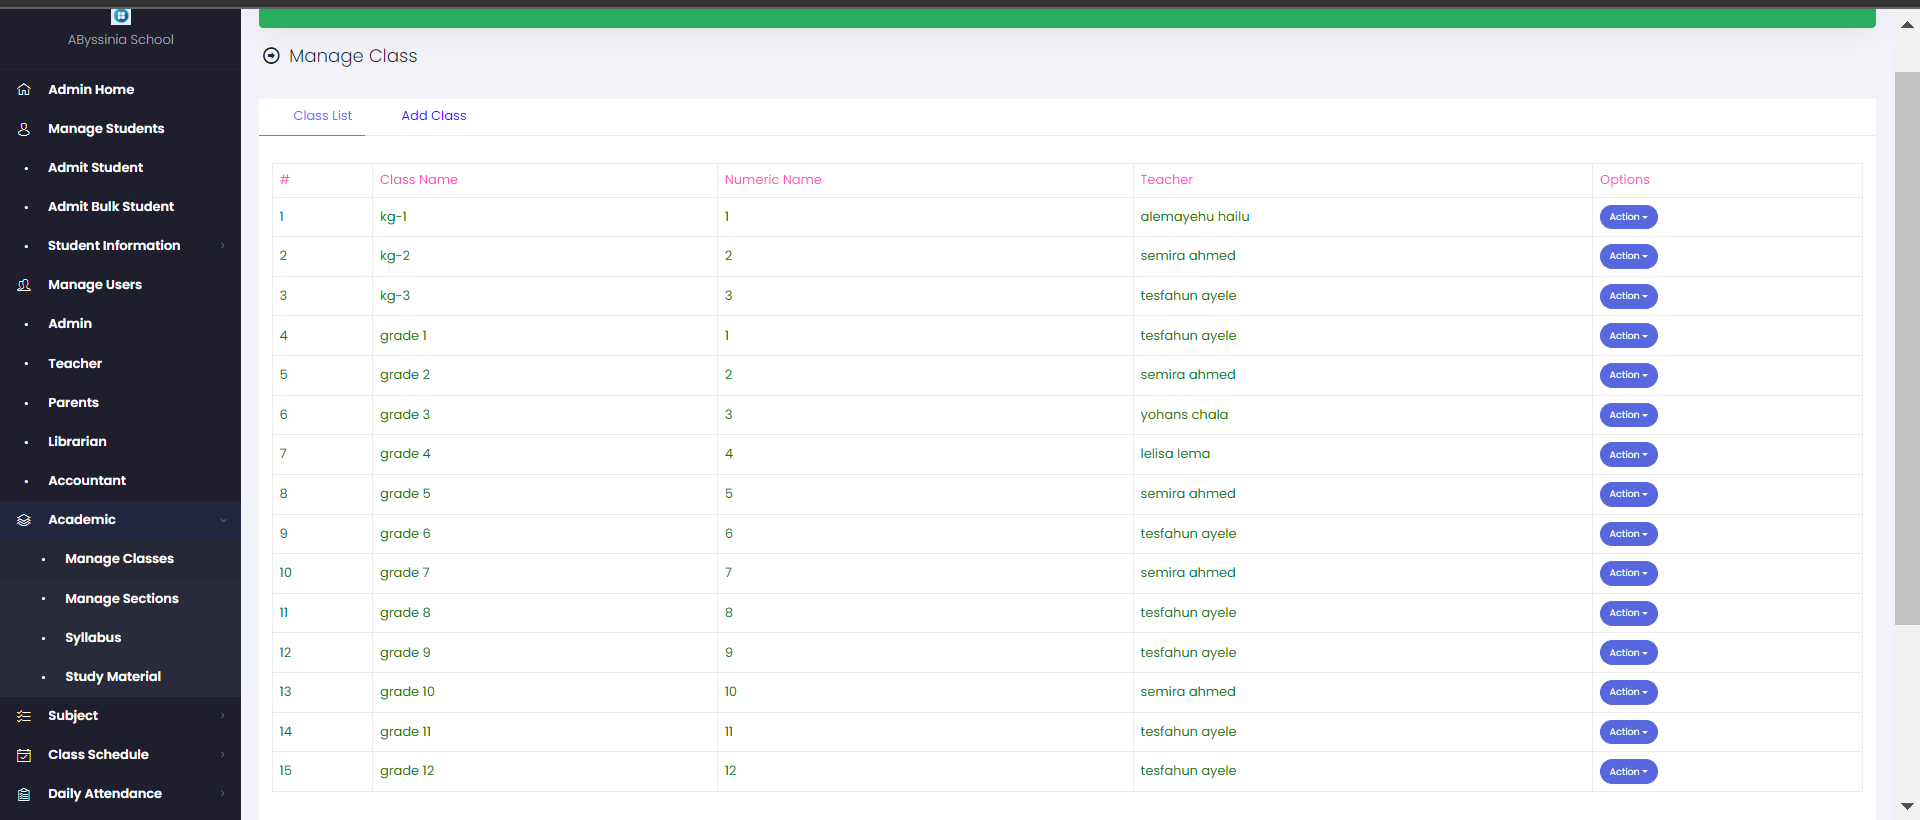 AByssinia School
Admin Home
Manage Students
Admit Student
Admit Bulk Student
Student Information
Manage Users
Admin
Teacher
Parents
Librarian
Accountant
Academic
Manage Classes
Manage Sections
Syllabus
Study Material
Subject
Class Schedule
Daily Attendance
Manage Class
Class List Add Class
# Class Name Numeric Name Teacher Options
1 kg-1 1 alemayehu hailu Action
2 kg-2 2 semira ahmed Action
3 kg-3 3 tesfahun ayele Action
4 grade 1 1 tesfahun ayele Action
5 grade 2 2 semira ahmed Action
6 grade 3 3 yohans chala Action
7 grade 4 4 lelisa lema Action
8 grade 5 5 semira ahmed Action
9 grade 6 6 tesfahun ayele Action
10 grade 7 7 semira ahmed Action
11 grade 8 8 tesfahun ayele Action
12 grade 9 9 tesfahun ayele Action
13 grade 10 10 semira ahmed Action
14 grade 11 11 tesfahun ayele Action
15 grade 12 12 tesfahun ayele Action